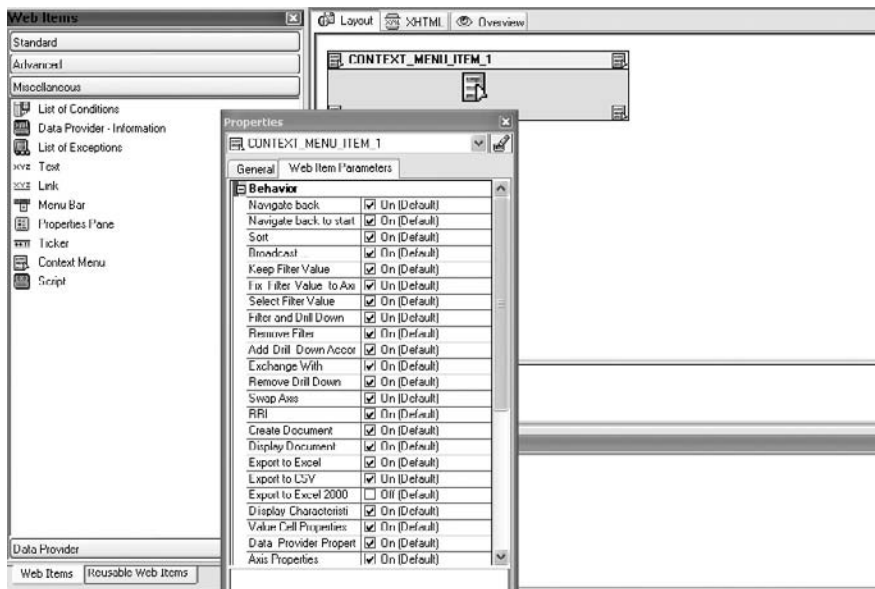 Web Items
Standard
Advanced
Miscellaneous
List of Conditions
Data Provider - Information
List of Exceptions
XYZ Text
XYZ Link
Menu Bar
Properties Pane
Ticker
Context Menu
Script
Data Provider
Web Items Reusable Web Items
Layout XHTML Overview
CONTEXT_MENU_ITEM_1
Properties
CONTEXT_MENU_ITEM_1
General Web Item Parameters
Behavior
Navigate back On (Default)
Navigate back to start On (Default)
Sort On (Default)
Broadcast ... On (Default)
Keep Filter Value On (Default)
Fix Filter Value to Axi On (Default)
Select Filter Value On (Default)
Filter and Drill Down On (Default)
Remove Filter On (Default)
Add Drill Down Accor On (Default)
Exchange With On (Default)
Remove Drill Down On (Default)
Swap Axis On (Default)
RRI On (Default)
Create Document On (Default)
Display Document On (Default)
Export to Excel On (Default)
Export to CSV On (Default)
Export to Excel 2000 Off (Default)
Display Characteristi On (Default)
Value Cell Properties On (Default)
Data Provider Propert On (Default)
Axis Properties On (Default)